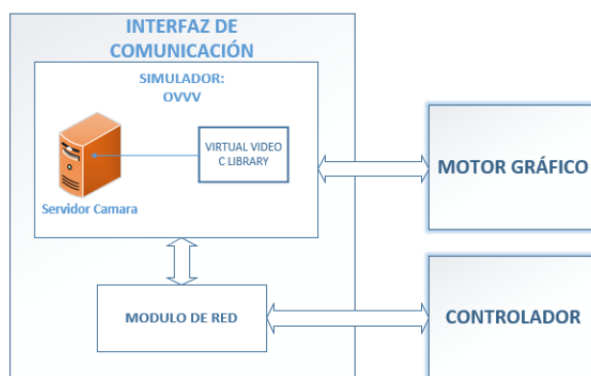 INTERFAZ DE
COMUNICACIÓN
SIMULADOR:
OVVV
VIRTUAL VIDEO
C LIBRARY
Servidor Camara
MOTOR GRÁFICO
MODULO DE RED
CONTROLADOR